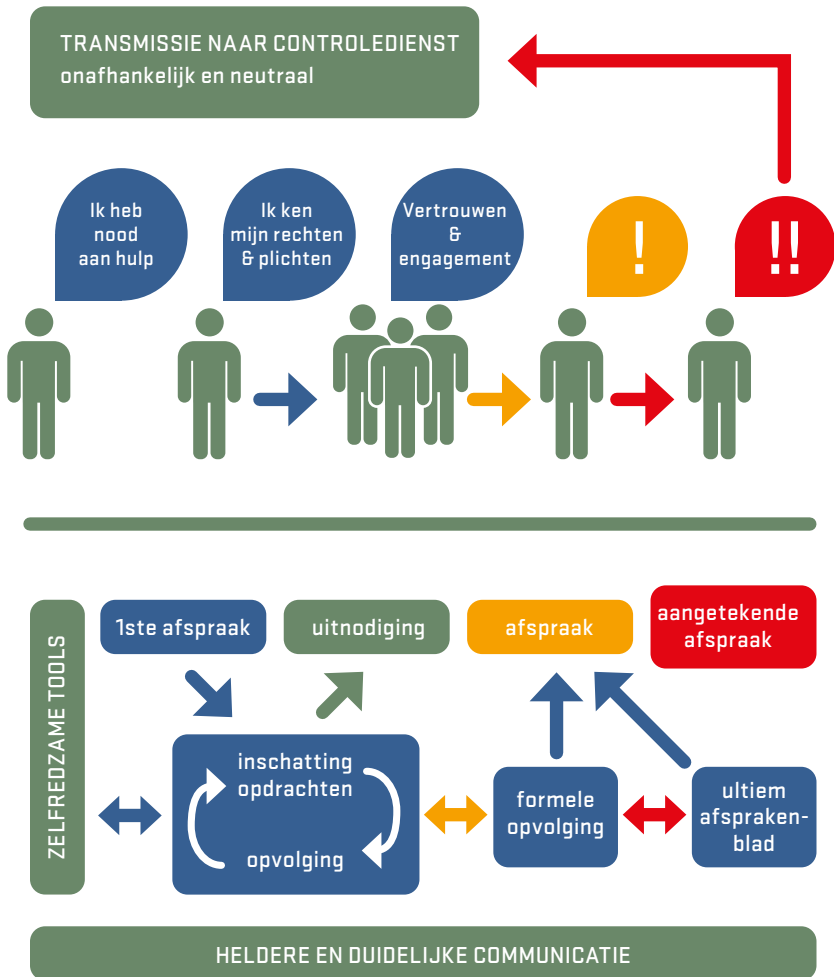 TRANSMISSIE NAAR CONTROLEDIENST
onafhankelijk en neutraal
Ik heb
nood
aan hulp
Ik ken
mijn rechten
& plichten
Vertrouwen
&
engagement
!
!!
ZELFREDZAME TOOLS
1ste afspraak
uitnodiging
afspraak
aangetekende
afspraak
inschatting
opdrachten
opvolging
formele
opvolging
ultiem
afspraken-
blad
HELDERE EN DUIDELIJKE COMMUNICATIE